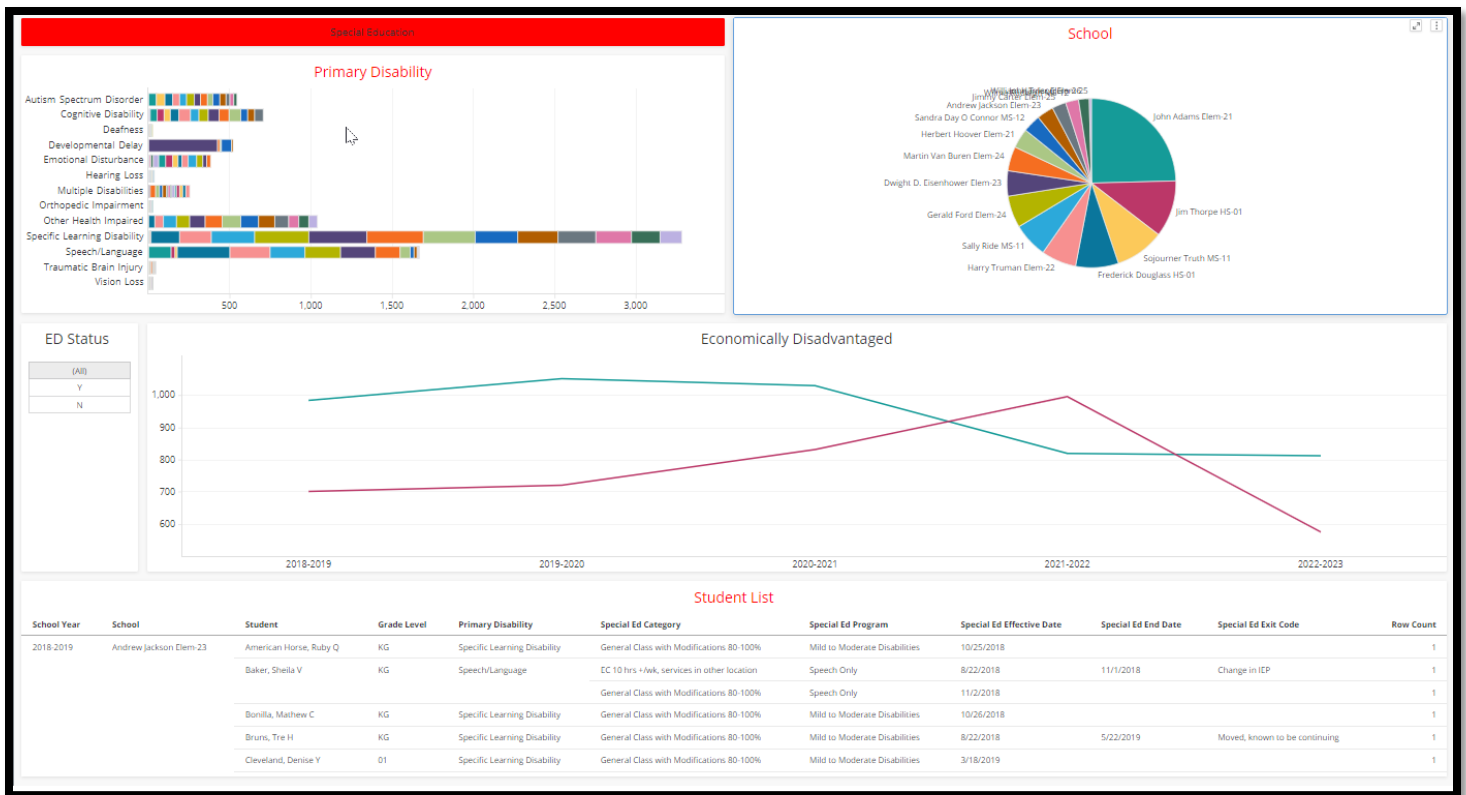 Special Education
Primary Disability
Autism Spectrum Disorder
Cognitive Disability
Deafness
Developmental Delay
Emotional Disturbance
Hearing Loss
Multiple Disabilities
Orthopedic Impairment
Other Health Impaired
Specific Learning Disability
Speech/Language
Traumatic Brain Injury
Vision Loss
500 1,000 1,500 2,000 2,500 3,000
School
Jimmy Carter Elem-25
Andrew Jackson Elem-23
Sandra Day O Connor MS-12
Herbert Hoover Elem-21
Martin Van Buren Elem-24
Dwight D. Eisenhower Elem-23
Gerald Ford Elem-24
Sally Ride MS-11
Harry Truman Elem-22
John Adams Elem-21
Jim Thorpe HS-01
Sojourner Truth MS-11
Frederick Douglass HS-01
ED Status
(All)
Y
N
Economically Disadvantaged
1,000
900
800
700
600
2018-2019 2019-2020 2020-2021 2021-2022 2022-2023
Student List
School Year School Student Grade Level Primary Disability Special Ed Category Special Ed Program Special Ed Effective Date Special Ed End Date Special Ed Exit Code Row Count
2018-2019 Andrew Jackson Elem-23 American Horse, Ruby Q KG Specific Learning Disability General Class with Modifications 80-100% Mild to Moderate Disabilities 10/25/2018 1
Baker, Sheila V KG Speech/Language EC 10 hrs +/wk, services in other location Speech Only 8/22/2018 11/1/2018 Change in IEP 1
General Class with Modifications 80-100% Speech Only 11/2/2018 1
Bonilla, Mathew C KG Specific Learning Disability General Class with Modifications 80-100% Mild to Moderate Disabilities 10/26/2018 1
Bruns, Tre H KG Specific Learning Disability General Class with Modifications 80-100% Mild to Moderate Disabilities 8/22/2018 5/22/2019 Moved, known to be continuing 1
Cleveland, Denise Y 01 Specific Learning Disability General Class with Modifications 80-100% Mild to Moderate Disabilities 3/18/2019 1